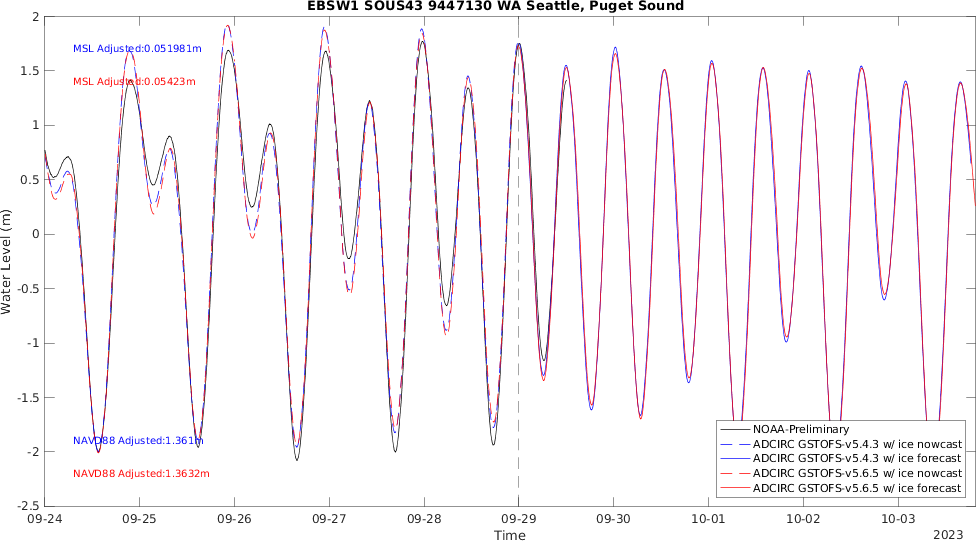 EBSW1 SOUS43 9447130 WA Seattle, Puget Sound
2
1.5
1
0.5
0
-0.5
-1
-1.5
-2
-2.5
Water Level (m)
MSL Adjusted:0.051981m
MSL Adjusted:0.05423m
NAVD88 Adjusted:1.361m
NAVD88 Adjusted:1.3632m
NOAA-Preliminary
ADCIRC GSTOFS-v5.4.3 w/ ice nowcast
ADCIRC GSTOFS-v5.4.3 w/ ice forecast
ADCIRC GSTOFS-v5.6.5 w/ ice nowcast
ADCIRC GSTOFS-v5.6.5 w/ ice forecast
09-24 09-25 09-26 09-27 09-28 09-29 09-30 10-01 10-02 10-03
Time
2023